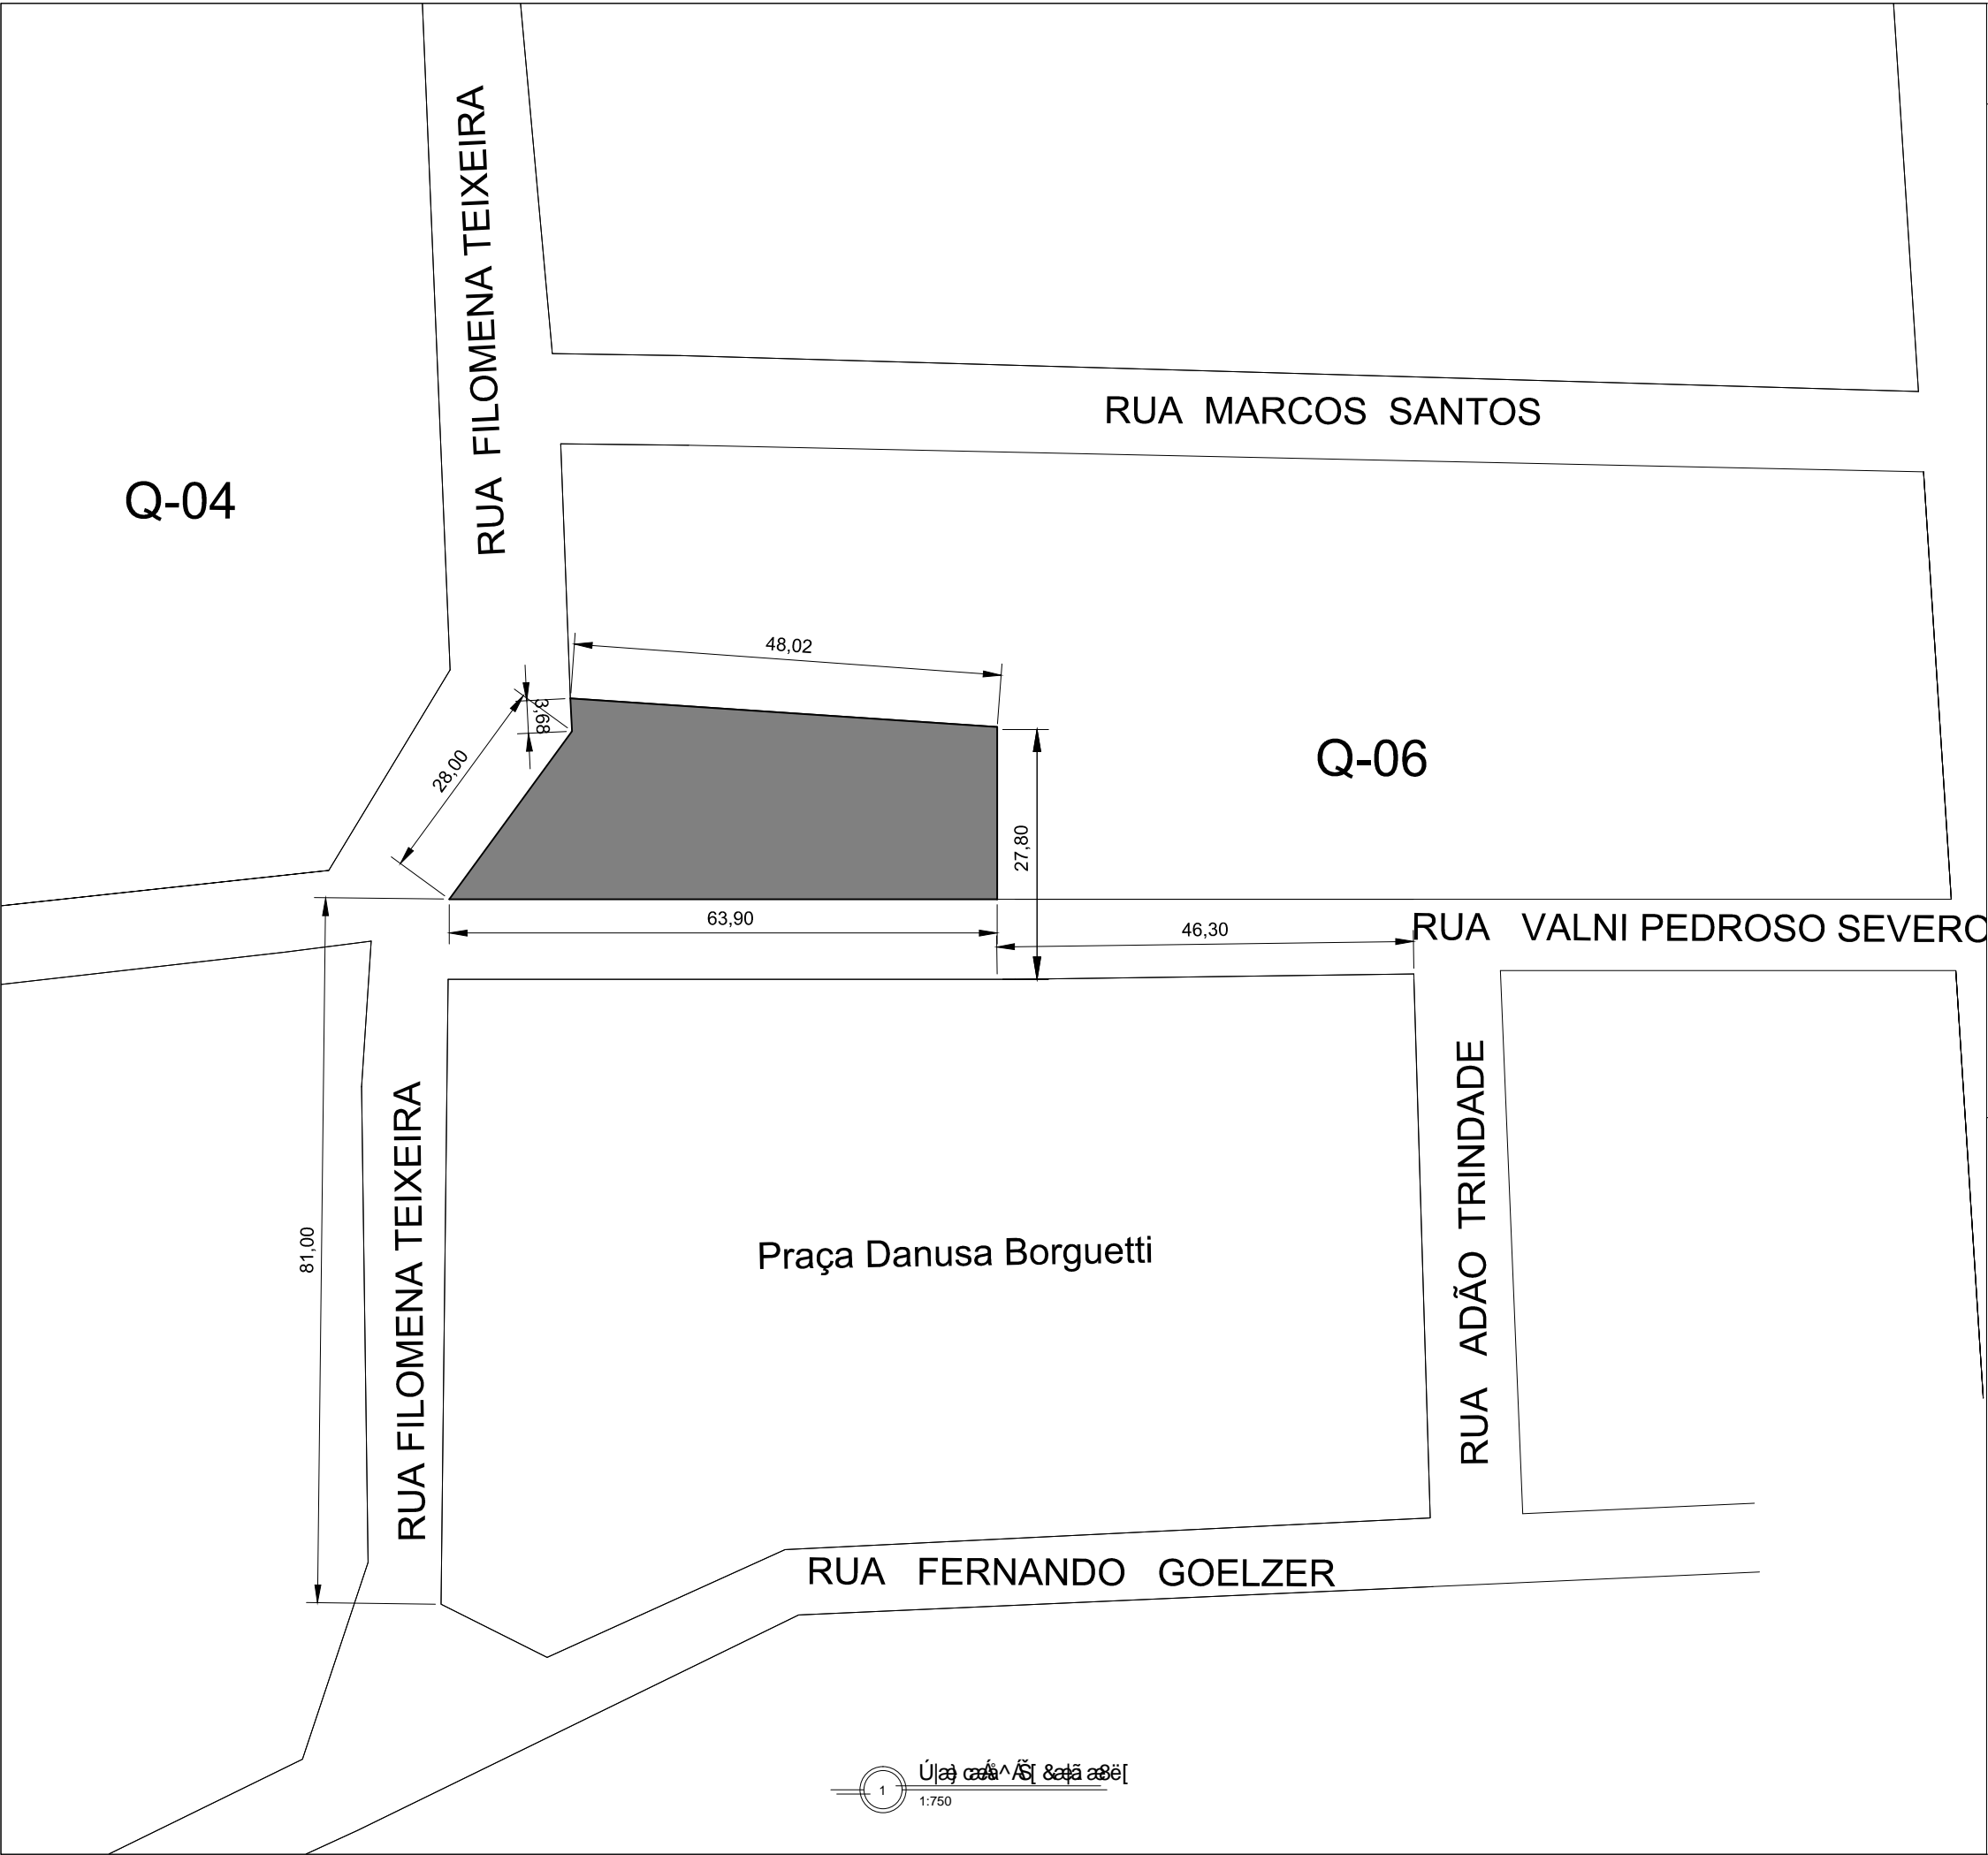 RUA FILOMENA TEIXEIRA
RUA MARCOS SANTOS
Q-04
48,02
3,68
28,00
Q-06
27,80
63,90
46,30
RUA VALNI PEDROSO SEVERO
81,00
RUA FILOMENA TEIXEIRA
Praça Danusa Borguetti
RUA ADÃO TRINDADE
RUA FERNANDO GOELZER
1
1:750